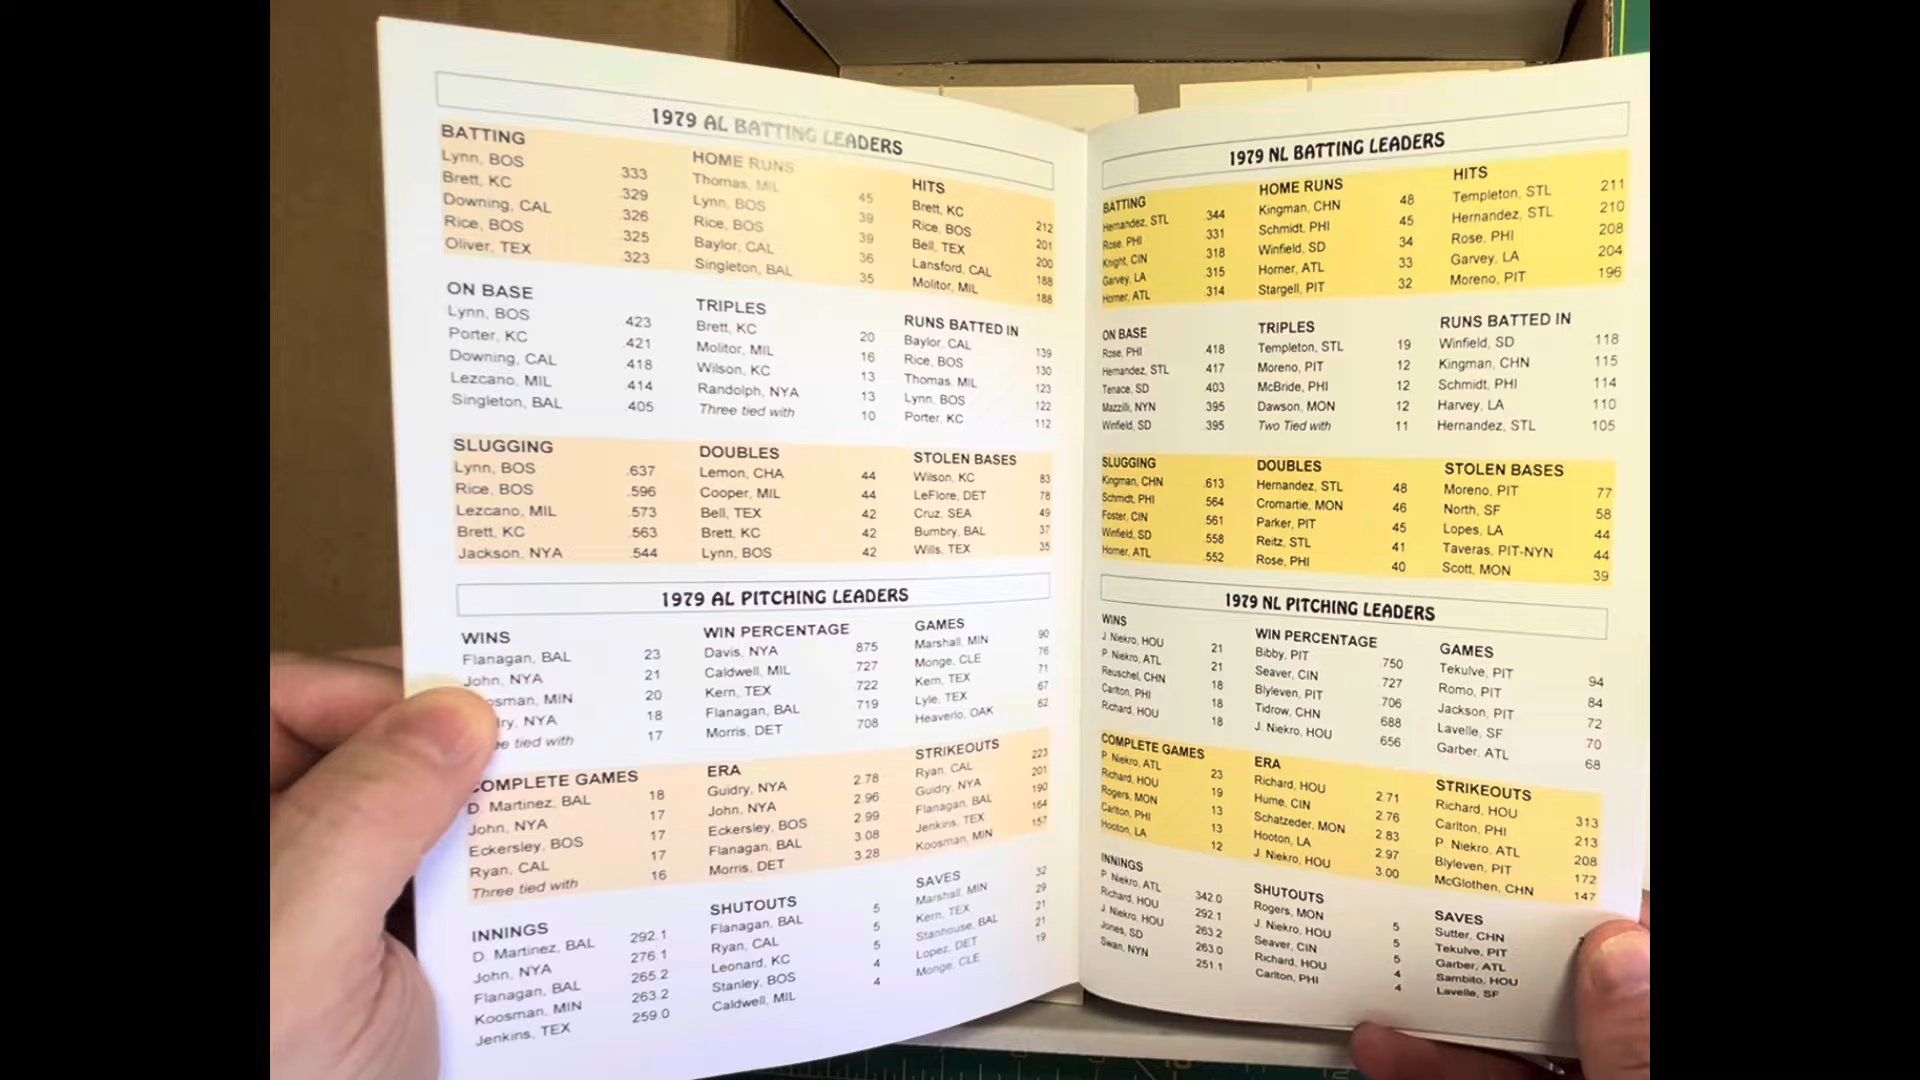 1979 AL BATTING LEADERS
BATTING
Lynn, BOS .333
Brett, KC .329
Downing, CAL .326
Rice, BOS .325
Oliver, TEX .323
HOME RUNS
Thomas, MIL 45
Lynn, BOS 39
Rice, BOS 39
Baylor, CAL 36
Singleton, BAL 35
HITS
Brett, KC 212
Rice, BOS 201
Bell, TEX 200
Lansford, CAL 188
Molitor, MIL 188
ON BASE
Lynn, BOS .423
Porter, KC .421
Downing, CAL .418
Lezcano, MIL .414
Singleton, BAL .405
TRIPLES
Brett, KC 20
Molitor, MIL 16
Wilson, KC 13
Randolph, NYA 13
Three tied with 10
RUNS BATTED IN
Baylor, CAL 139
Rice, BOS 130
Thomas, MIL 123
Lynn, BOS 122
Porter, KC 112
SLUGGING
Lynn, BOS .637
Rice, BOS .596
Lezcano, MIL .573
Brett, KC .563
Jackson, NYA .544
DOUBLES
Lemon, CHA 44
Cooper, MIL 44
Bell, TEX 42
Brett, KC 42
Lynn, BOS 42
STOLEN BASES
Wilson, KC 83
LeFlore, DET 78
Cruz, SEA 49
Bumbry, BAL 37
Wills, TEX 35
1979 AL PITCHING LEADERS
WINS
Flanagan, BAL 23
John, NYA 21
osman, MIN 20
ry, NYA 18
ee tied with 17
WIN PERCENTAGE
Davis, NYA .875
Caldwell, MIL .727
Kern, TEX .722
Flanagan, BAL .719
Morris, DET .708
GAMES
Marshall, MIN 90
Monge, CLE 76
Kern, TEX 71
Lyle, TEX 67
Heaverlo, OAK 62
COMPLETE GAMES
D. Martinez, BAL 18
John, NYA 17
Eckersley, BOS 17
Ryan, CAL 17
Three tied with 16
ERA
Guidry, NYA 2.78
John, NYA 2.96
Eckersley, BOS 2.99
Flanagan, BAL 3.08
Morris, DET 3.28
STRIKEOUTS
Ryan, CAL 223
Guidry, NYA 201
Flanagan, BAL 190
Jenkins, TEX 164
Koosman, MIN 157
INNINGS
D. Martinez, BAL 292.1
John, NYA 276.1
Flanagan, BAL 265.2
Koosman, MIN 263.2
Jenkins, TEX 259.0
SHUTOUTS
Flanagan, BAL 5
Ryan, CAL 5
Leonard, KC 5
Stanley, BOS 4
Caldwell, MIL 4
SAVES
Marshall, MIN 32
Kern, TEX 29
Stanhouse, BAL 21
Lopez, DET 21
Monge, CLE 19
1979 NL BATTING LEADERS
BATTING
Hernandez, STL .344
Rose, PHI .331
Knight, CIN .318
Garvey, LA .315
Horner, ATL .314
HOME RUNS
Kingman, CHN 48
Schmidt, PHI 45
Winfield, SD 34
Horner, ATL 33
Stargell, PIT 32
HITS
Templeton, STL 211
Hernandez, STL 210
Rose, PHI 208
Garvey, LA 204
Moreno, PIT 196
ON BASE
Rose, PHI .418
Hernandez, STL .417
Tenace, SD .403
Mazzilli, NYN .395
Winfield, SD .395
TRIPLES
Templeton, STL 19
Moreno, PIT 12
McBride, PHI 12
Dawson, MON 12
Two Tied with 11
RUNS BATTED IN
Winfield, SD 118
Kingman, CHN 115
Schmidt, PHI 114
Harvey, LA 110
Hernandez, STL 105
SLUGGING
Kingman, CHN .613
Schmidt, PHI .564
Foster, CIN .561
Winfield, SD .558
Horner, ATL .552
DOUBLES
Hernandez, STL 48
Cromartie, MON 46
Parker, PIT 45
Reitz, STL 41
Rose, PHI 40
STOLEN BASES
Moreno, PIT 77
North, SF 58
Lopes, LA 44
Taveras, PIT-NYN 44
Scott, MON 39
1979 NL PITCHING LEADERS
WINS
J. Niekro, HOU 21
P. Niekro, ATL 21
Reuschel, CHN 18
Carlton, PHI 18
Richard, HOU 18
WIN PERCENTAGE
Bibby, PIT .750
Seaver, CIN .727
Blyleven, PIT .706
Tidrow, CHN .688
J. Niekro, HOU .656
GAMES
Tekulve, PIT 94
Romo, PIT 84
Jackson, PIT 72
Lavelle, SF 70
Garber, ATL 68
COMPLETE GAMES
P. Niekro, ATL 23
Richard, HOU 19
Rogers, MON 13
Carlton, PHI 13
Hooton, LA 12
ERA
Richard, HOU 2.71
Hume, CIN 2.76
Schatzeder, MON 2.83
Hooton, LA 2.97
J. Niekro, HOU 3.00
STRIKEOUTS
Richard, HOU 313
Carlton, PHI 213
P. Niekro, ATL 208
Blyleven, PIT 172
McGlothen, CHN 147
INNINGS
P. Niekro, ATL 342.0
Richard, HOU 292.1
J. Niekro, HOU 263.2
Jones, SD 263.0
Swan, NYN 251.1
SHUTOUTS
Rogers, MON 5
J. Niekro, HOU 5
Seaver, CIN 5
Richard, HOU 4
Carlton, PHI 4
SAVES
Sutter, CHN
Tekulve, PIT
Garber, ATL
Sambito, HOU
Lavelle, SF